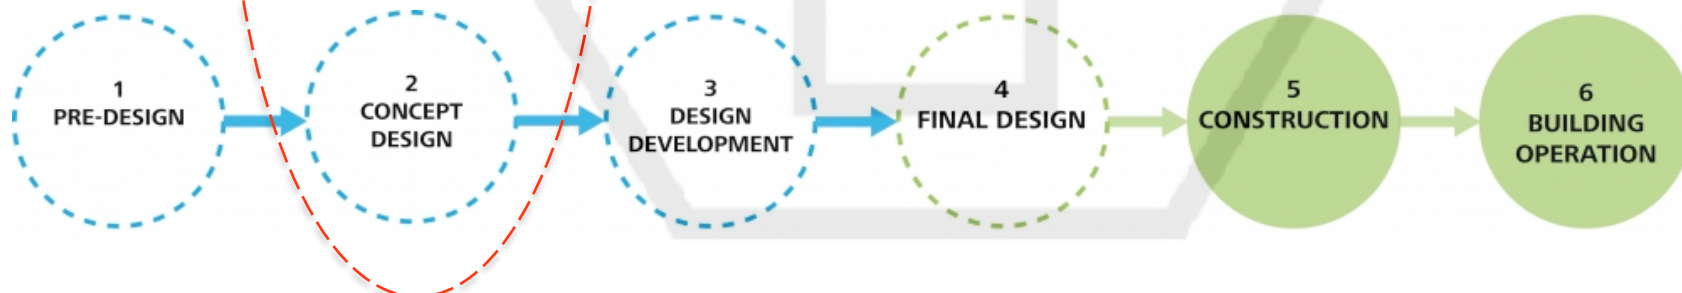 1
PRE-DESIGN
2
CONCEPT
DESIGN
3
DESIGN
DEVELOPMENT
4
FINAL DESIGN
5
CONSTRUCTION
6
BUILDING
OPERATION